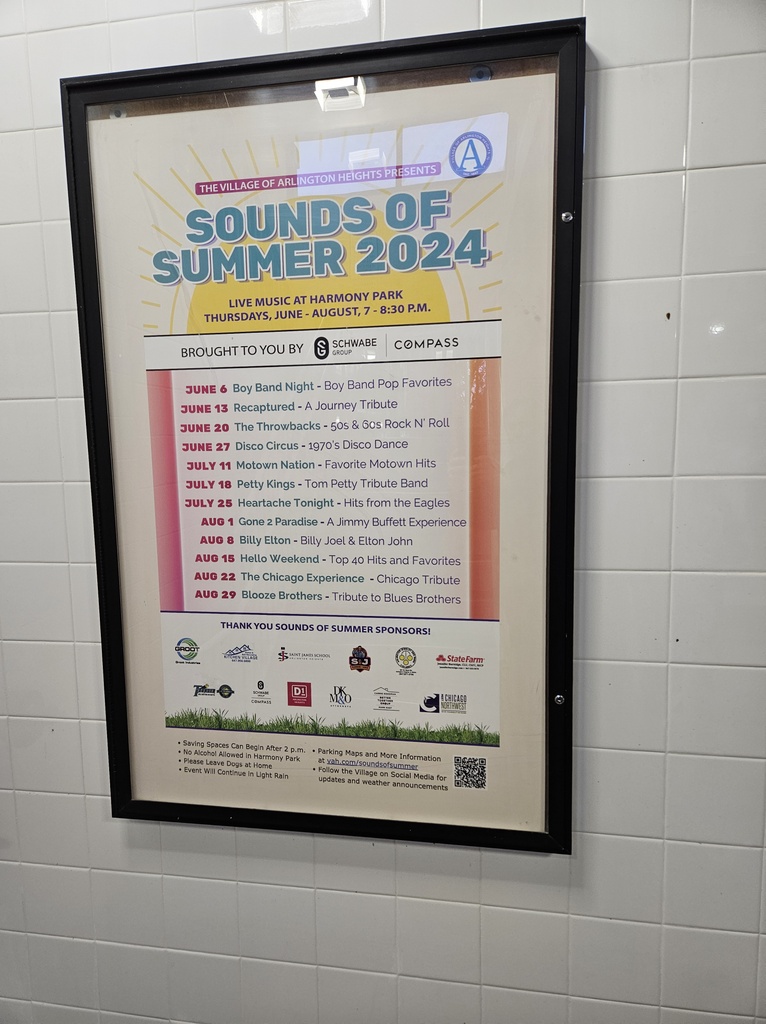 THE VILLAGE OF ARLINGTON HEIGHTS PRESENTS
A
SOUNDS OF
SUMMER 2024
LIVE MUSIC AT HARMONY PARK
THURSDAYS, JUNE - AUGUST, 7 - 8:30 P.M.
BROUGHT TO YOU BY SCHWABE GROUP COMPASS
JUNE 6 Boy Band Night - Boy Band Pop Favorites
JUNE 13 Recaptured - A Journey Tribute
JUNE 20 The Throwbacks - 50s & 60s Rock N' Roll
JUNE 27 Disco Circus - 1970's Disco Dance
JULY 11 Motown Nation - Favorite Motown Hits
JULY 18 Petty Kings - Tom Petty Tribute Band
JULY 25 Heartache Tonight - Hits from the Eagles
AUG 1 Gone 2 Paradise - A Jimmy Buffett Experience
AUG 8 Billy Elton - Billy Joel & Elton John
AUG 15 Hello Weekend - Top 40 Hits and Favorites
AUG 22 The Chicago Experience - Chicago Tribute
AUG 29 Blooze Brothers - Tribute to Blues Brothers
THANK YOU SOUNDS OF SUMMER SPONSORS!
GROOT
KITCHEN VILLAGE
SAINT JAMES SCHOOL
S&J
State Farm
SCHWABE
COMPASS
D1
DK
M&O
CHICAGO
NORTHWEST
• Saving Spaces Can Begin After 2 p.m.
• No Alcohol Allowed in Harmony Park
• Please Leave Dogs at Home
• Event Will Continue in Light Rain
• Parking Maps and More Information
at vah.com/soundsofsummer
• Follow the Village on Social Media for
updates and weather announcements